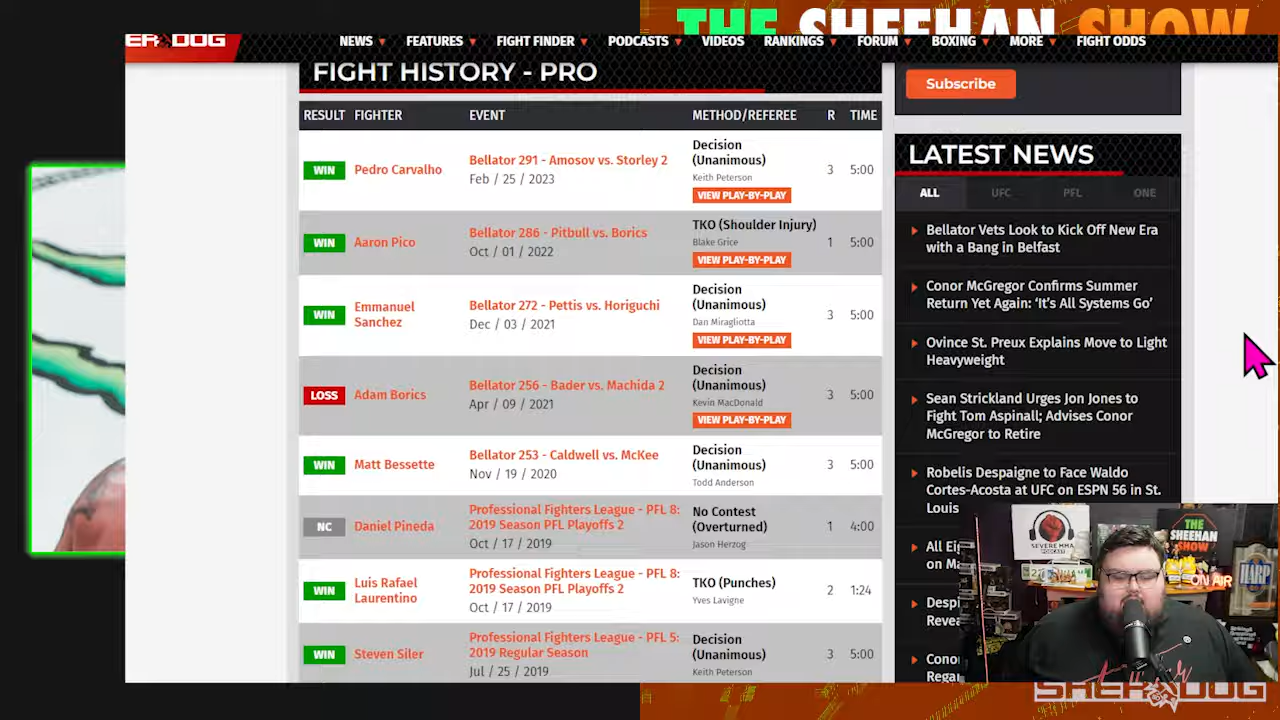 THE SHEEHAN SHOW
ER DOG
NEWS FEATURES FIGHT FINDER PODCASTS VIDEOS RANKINGS FORUM BOXING MORE FIGHT ODDS
FIGHT HISTORY - PRO
RESULT FIGHTER EVENT METHOD/REFEREE R TIME
WIN Pedro Carvalho Bellator 291 - Amosov vs. Storley 2
Feb / 25 / 2023
Decision
(Unanimous)
Keith Peterson
VIEW PLAY-BY-PLAY
3 5:00
WIN Aaron Pico Bellator 286 - Pitbull vs. Borics
Oct / 01 / 2022
TKO (Shoulder Injury)
Blake Grice
VIEW PLAY-BY-PLAY
1 5:00
WIN Emmanuel
Sanchez
Bellator 272 - Pettis vs. Horiguchi
Dec / 03 / 2021
Decision
(Unanimous)
Dan Miragliotta
VIEW PLAY-BY-PLAY
3 5:00
LOSS Adam Borics Bellator 256 - Bader vs. Machida 2
Apr / 09 / 2021
Decision
(Unanimous)
Kevin MacDonald
VIEW PLAY-BY-PLAY
3 5:00
WIN Matt Bessette Bellator 253 - Caldwell vs. McKee
Nov / 19 / 2020
Decision
(Unanimous)
Todd Anderson
3 5:00
NC Daniel Pineda Professional Fighters League - PFL 8:
2019 Season PFL Playoffs 2
Oct / 17 / 2019
No Contest
(Overturned)
Jason Herzog
1 4:00
WIN Luis Rafael
Laurentino
Professional Fighters League - PFL 8:
2019 Season PFL Playoffs 2
Oct / 17 / 2019
TKO (Punches)
Yves Lavigne
2 1:24
WIN Steven Siler Professional Fighters League - PFL 5:
2019 Regular Season
Jul / 25 / 2019
Decision
(Unanimous)
Keith Peterson
3 5:00
Subscribe
LATEST NEWS
ALL UFC PFL ONE
Bellator Vets Look to Kick Off New Era
with a Bang in Belfast
Conor McGregor Confirms Summer
Return Yet Again: ‘It’s All Systems Go’
Ovince St. Preux Explains Move to Light
Heavyweight
Sean Strickland Urges Jon Jones to
Fight Tom Aspinall; Advises Conor
McGregor to Retire
Robelis Despaigne to Face Waldo
Cortes-Acosta at UFC on ESPN 56 in St.
Louis
All Ei
on Ma
Desp
Revea
Cono
Regar
SEVERE MMA
PODCAST
THE
SHEEHAN
SHOW
ON AIR
HARP
SHERDOG